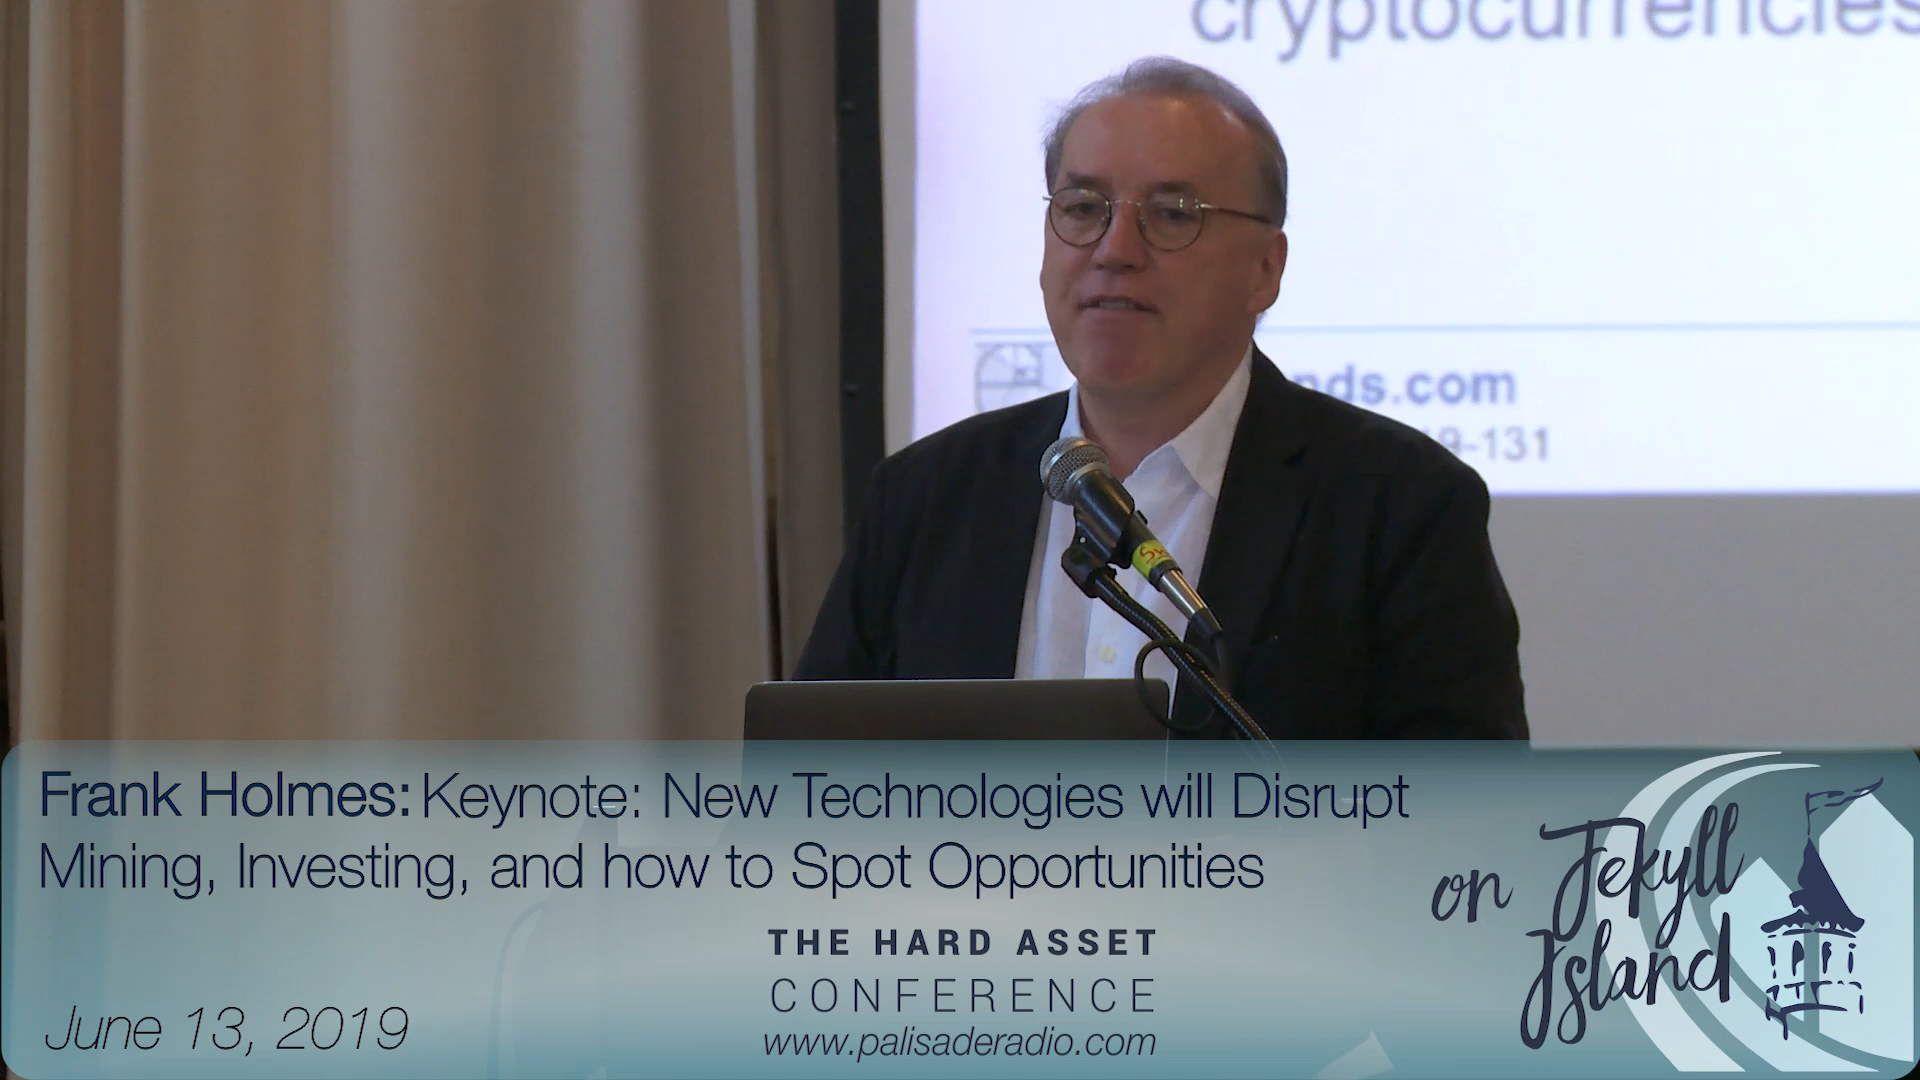 cryptocurrencies
nds.com
9-131
Frank Holmes: Keynote: New Technologies will Disrupt
Mining, Investing, and how to Spot Opportunities
on Jekyll
Island
THE HARD ASSET
CONFERENCE
June 13, 2019
www.palisaderadio.com